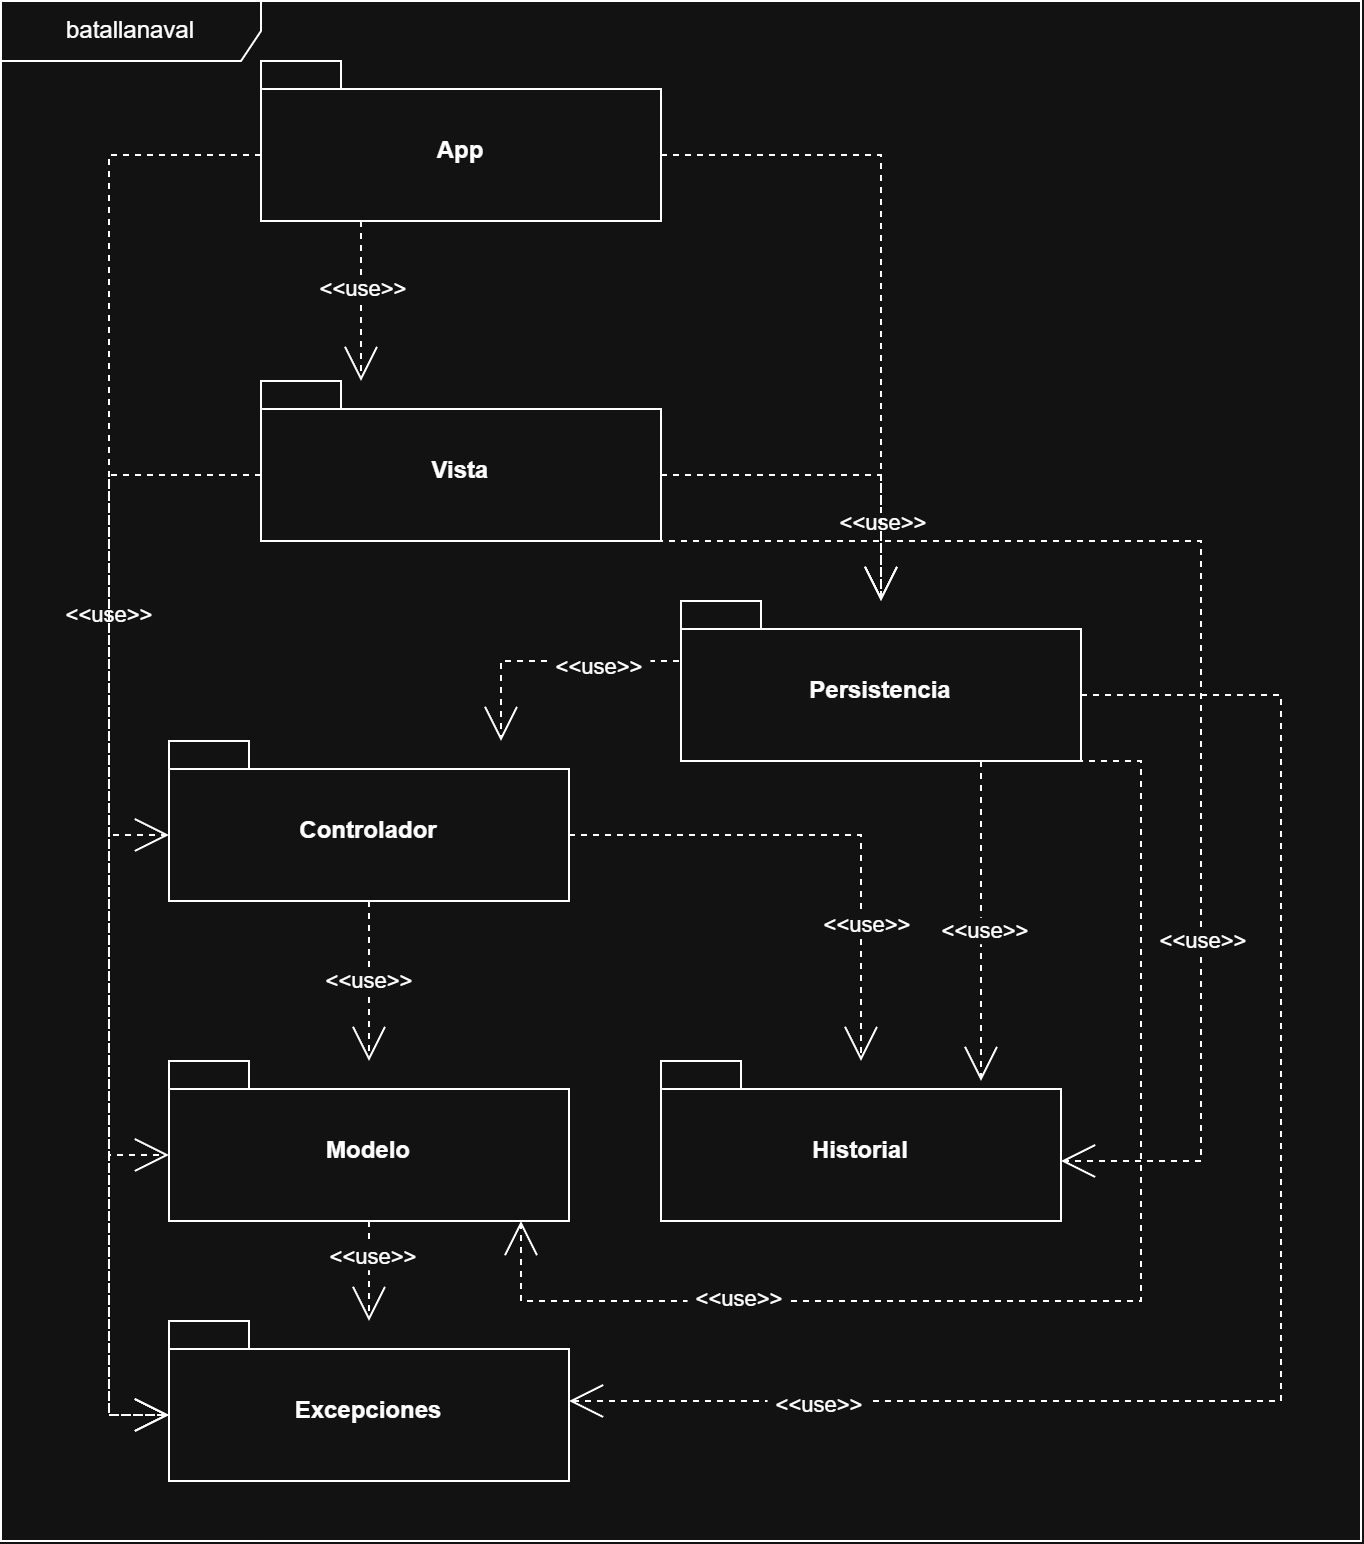 batallanaval
App
<<use>>
Vista
<<use>>
<<use>>
<<use>>
Persistencia
Controlador
<<use>>
<<use>>
<<use>>
<<use>>
Modelo
Historial
<<use>>
<<use>>
Excepciones
<<use>>